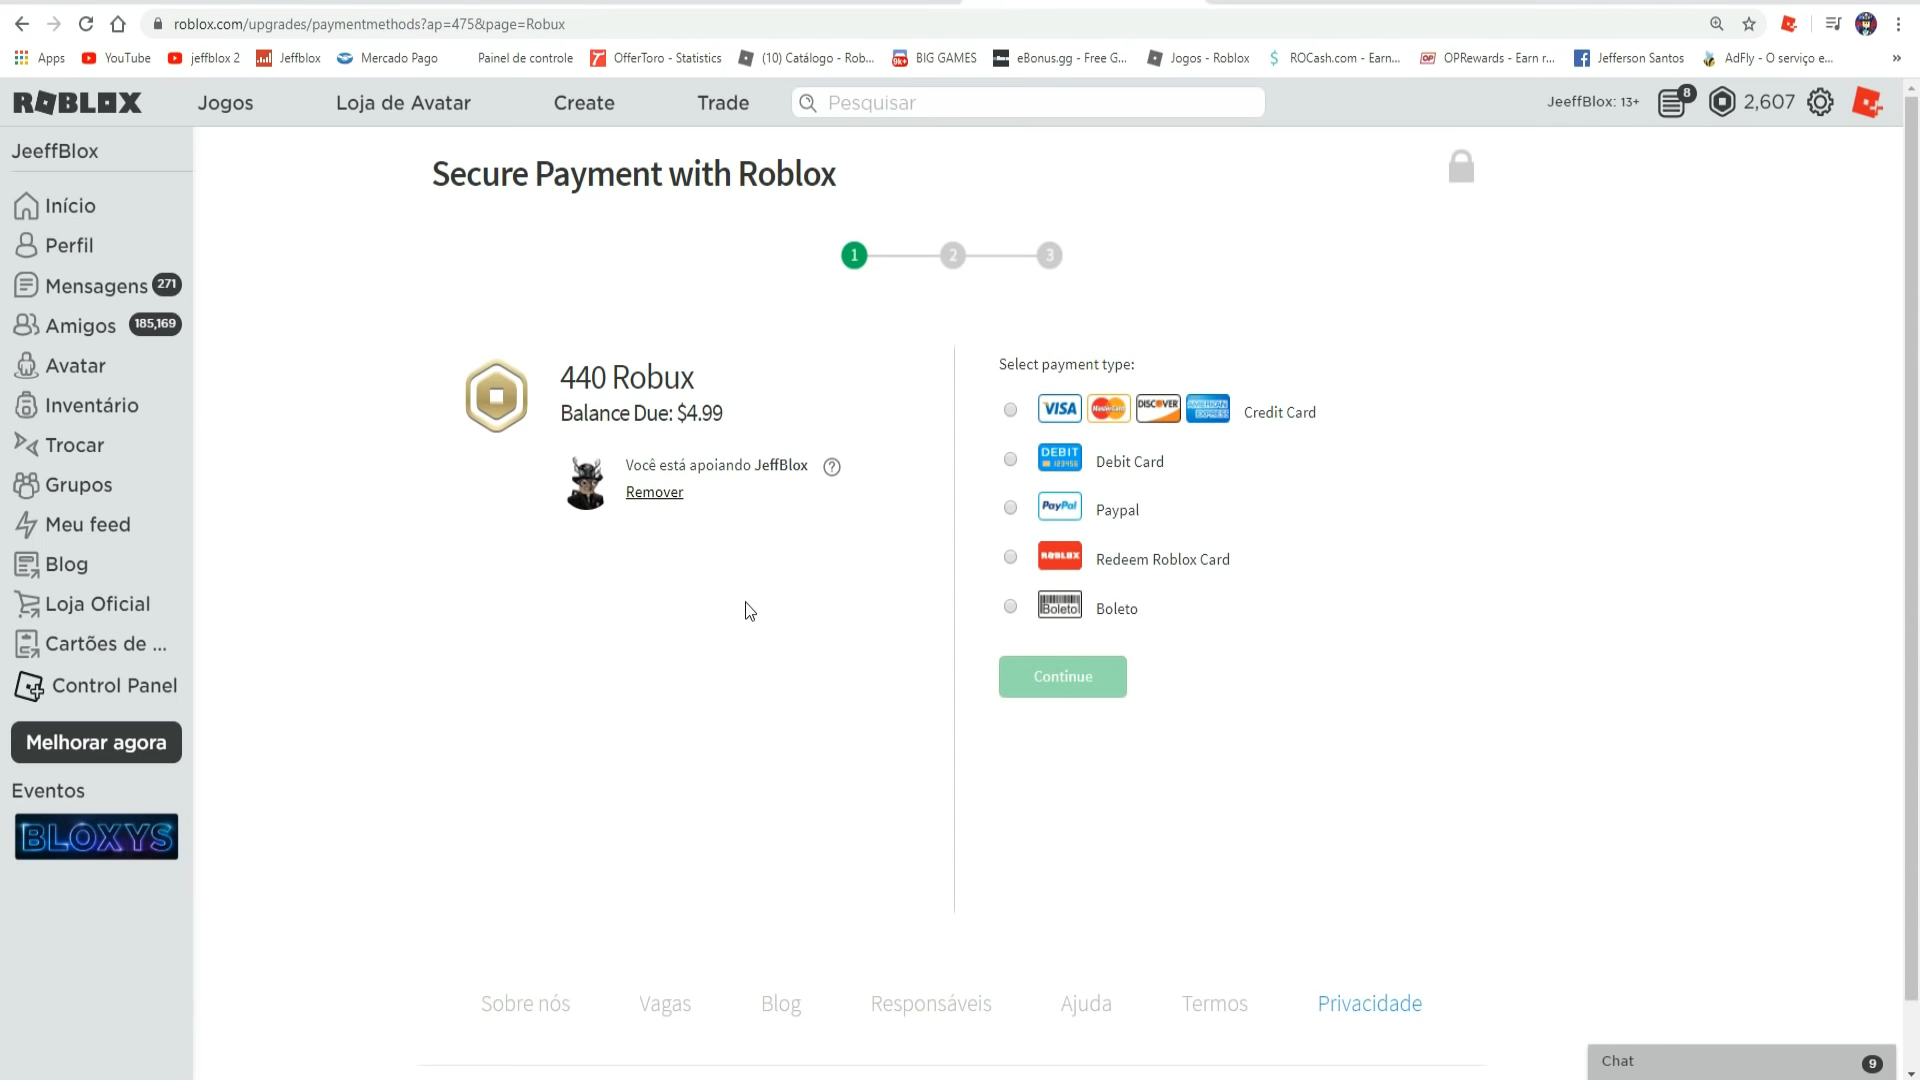 roblox.com/upgrades/paymentmethods?ap=475&page=Robux
Apps YouTube jeffblox 2 Jeffblox Mercado Pago Painel de controle OfferToro - Statistics (10) Catálogo - Rob... BIG GAMES eBonus.gg - Free G... Jogos - Roblox ROCash.com - Earn... OPRewards - Earn r... Jefferson Santos AdFly - O serviço e... »
ROBLOX Jogos Loja de Avatar Create Trade Pesquisar JeeffBlox: 13+ 8 2,607
JeeffBlox
Início
Perfil
Mensagens 271
Amigos 185,169
Avatar
Inventário
Trocar
Grupos
Meu feed
Blog
Loja Oficial
Cartões de ...
Control Panel
Melhorar agora
Eventos
BLOXYS
Secure Payment with Roblox
1 2 3
440 Robux
Balance Due: $4.99
Você está apoiando JeffBlox ?
Remover
Select payment type:
VISA MasterCard DISCOVER AMERICAN EXPRESS Credit Card
DEBIT 123456 Debit Card
PayPal Paypal
ROBLOX Redeem Roblox Card
Boleto Boleto
Continue
Sobre nós Vagas Blog Responsáveis Ajuda Termos Privacidade
Chat 9